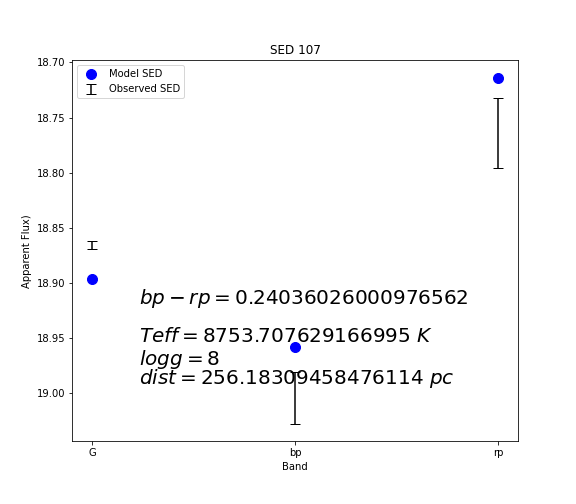 SED 107
Model SED
Observed SED
18.70
18.75
18.80
18.85
18.90
18.95
19.00
Apparent Flux)
bp − rp = 0.24036026000976562
Teff = 8753.707629166995 K
logg = 8
dist = 256.18309458476114 pc
G
bp
rp
Band